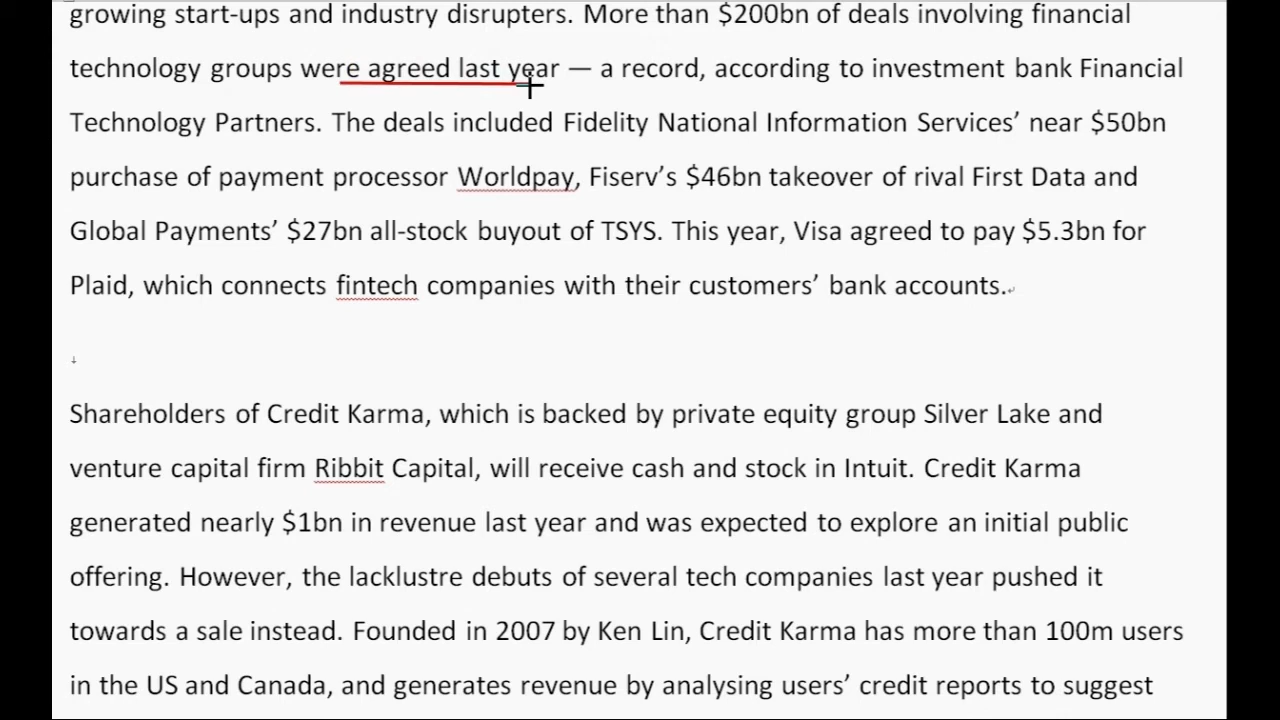 growing start-ups and industry disrupters. More than $200bn of deals involving financial
technology groups were agreed last year — a record, according to investment bank Financial
Technology Partners. The deals included Fidelity National Information Services’ near $50bn
purchase of payment processor Worldpay, Fiserv’s $46bn takeover of rival First Data and
Global Payments’ $27bn all-stock buyout of TSYS. This year, Visa agreed to pay $5.3bn for
Plaid, which connects fintech companies with their customers’ bank accounts.
Shareholders of Credit Karma, which is backed by private equity group Silver Lake and
venture capital firm Ribbit Capital, will receive cash and stock in Intuit. Credit Karma
generated nearly $1bn in revenue last year and was expected to explore an initial public
offering. However, the lacklustre debuts of several tech companies last year pushed it
towards a sale instead. Founded in 2007 by Ken Lin, Credit Karma has more than 100m users
in the US and Canada, and generates revenue by analysing users’ credit reports to suggest